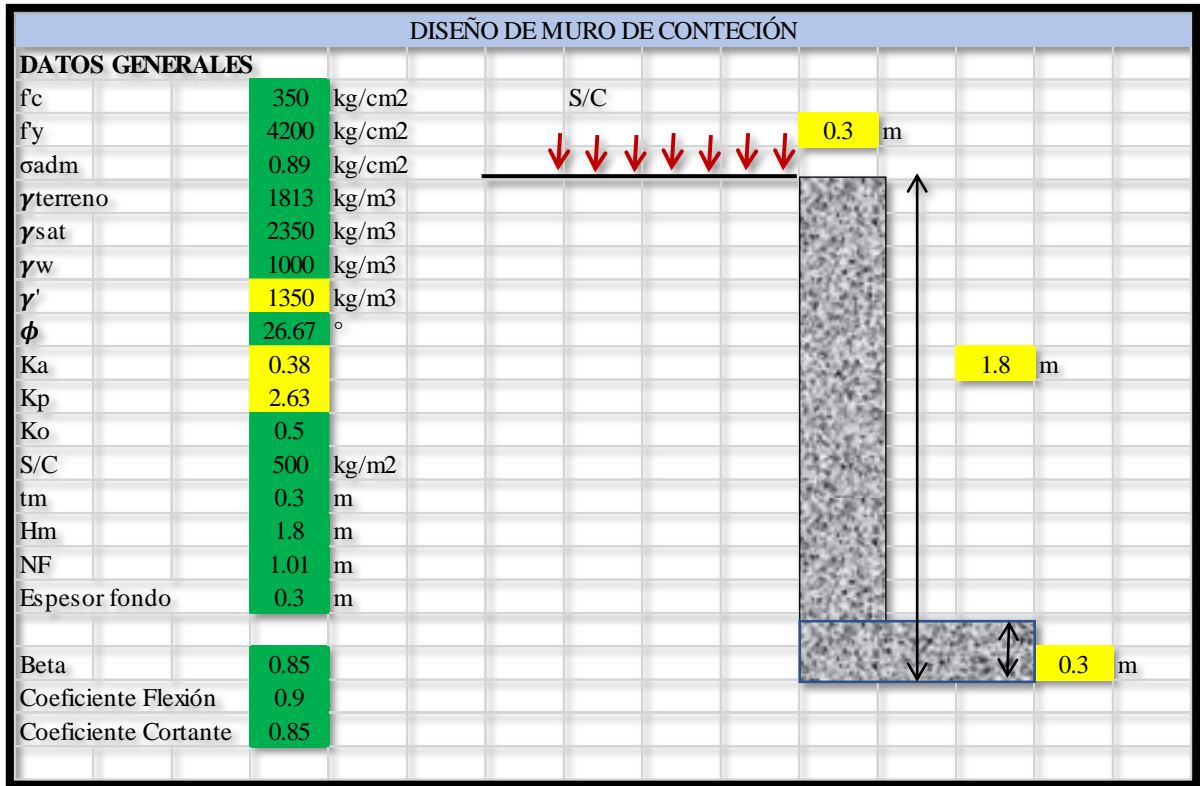 DISEÑO DE MURO DE CONTECIÓN
DATOS GENERALES
f'c 350 kg/cm2 S/C
f'y 4200 kg/cm2 0.3 m
σadm 0.89 kg/cm2
γterreno 1813 kg/m3
γsat 2350 kg/m3
γw 1000 kg/m3
γ' 1350 kg/m3
ϕ 26.67 °
Ka 0.38 1.8 m
Kp 2.63
Ko 0.5
S/C 500 kg/m2
tm 0.3 m
Hm 1.8 m
NF 1.01 m
Espesor fondo 0.3 m
Beta 0.85 0.3 m
Coeficiente Flexión 0.9
Coeficiente Cortante 0.85